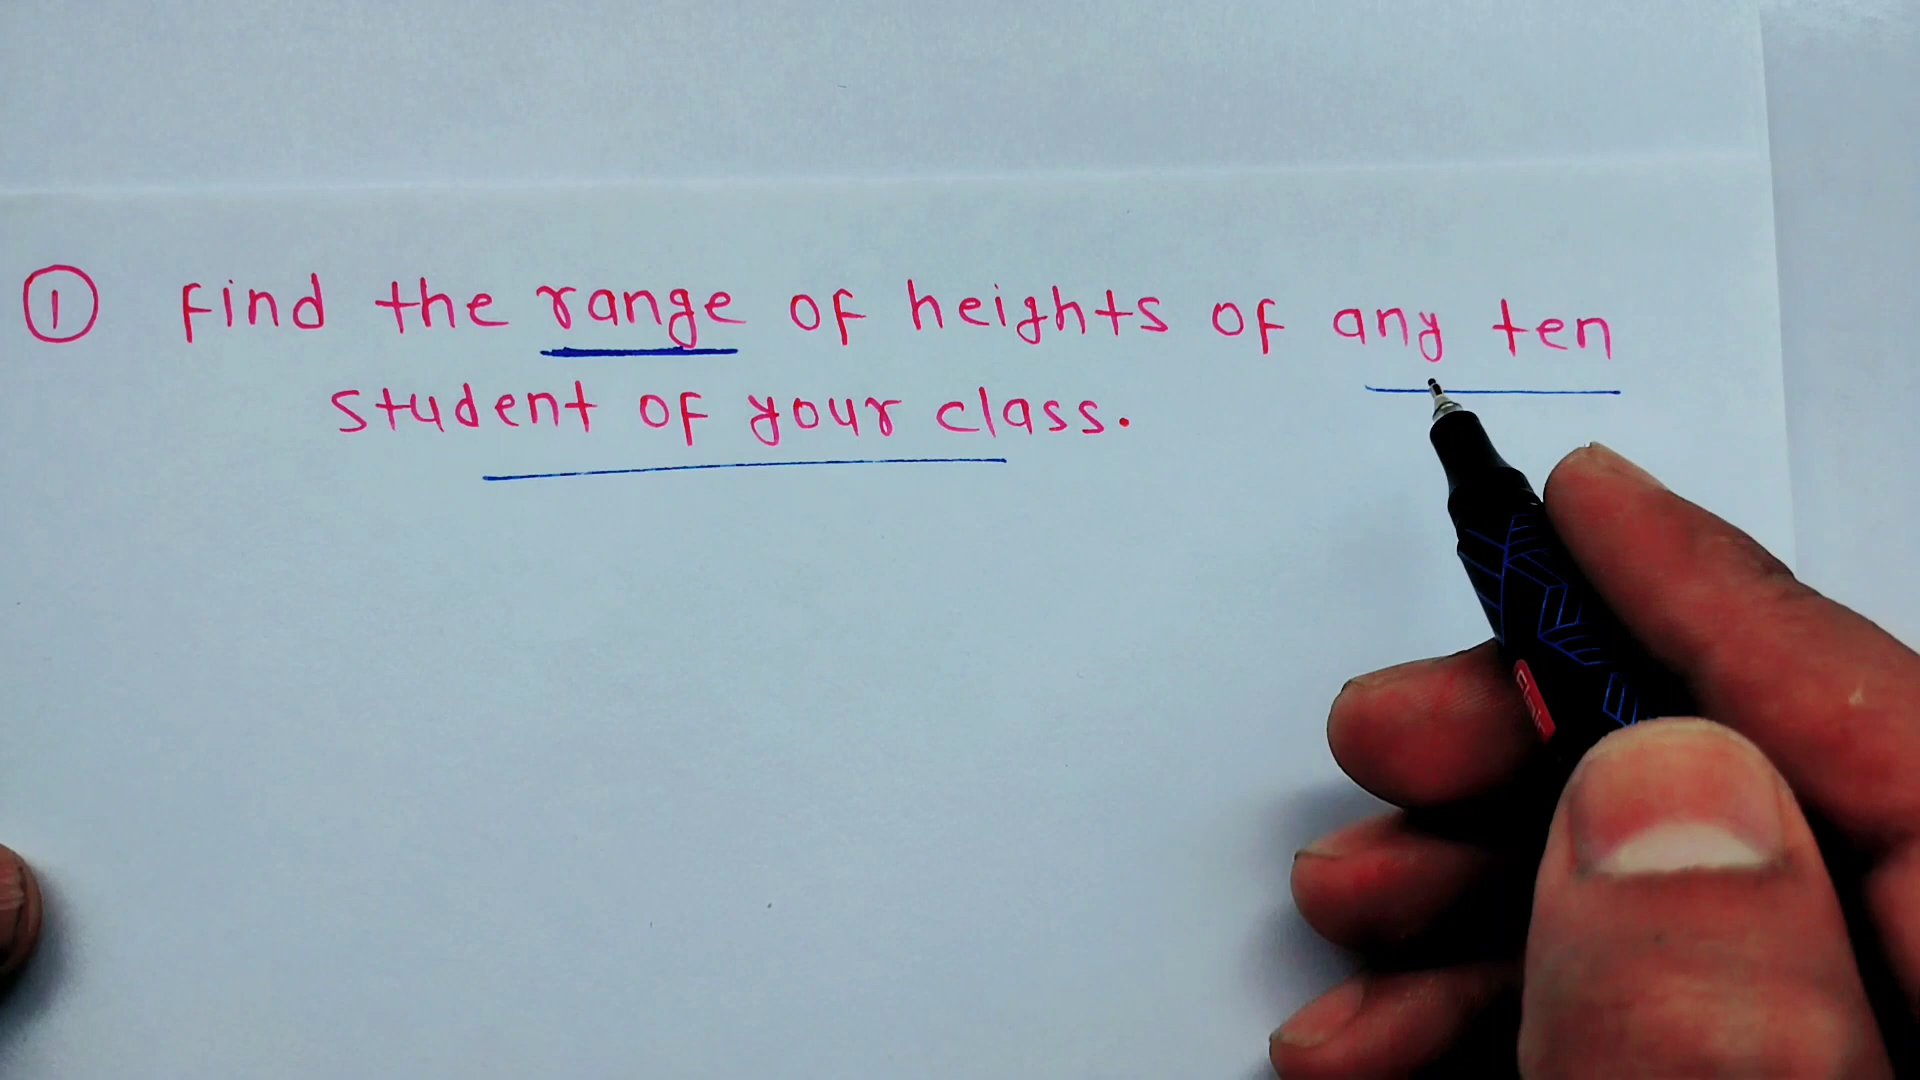 ① Find the range of heights of any ten
student of your class.